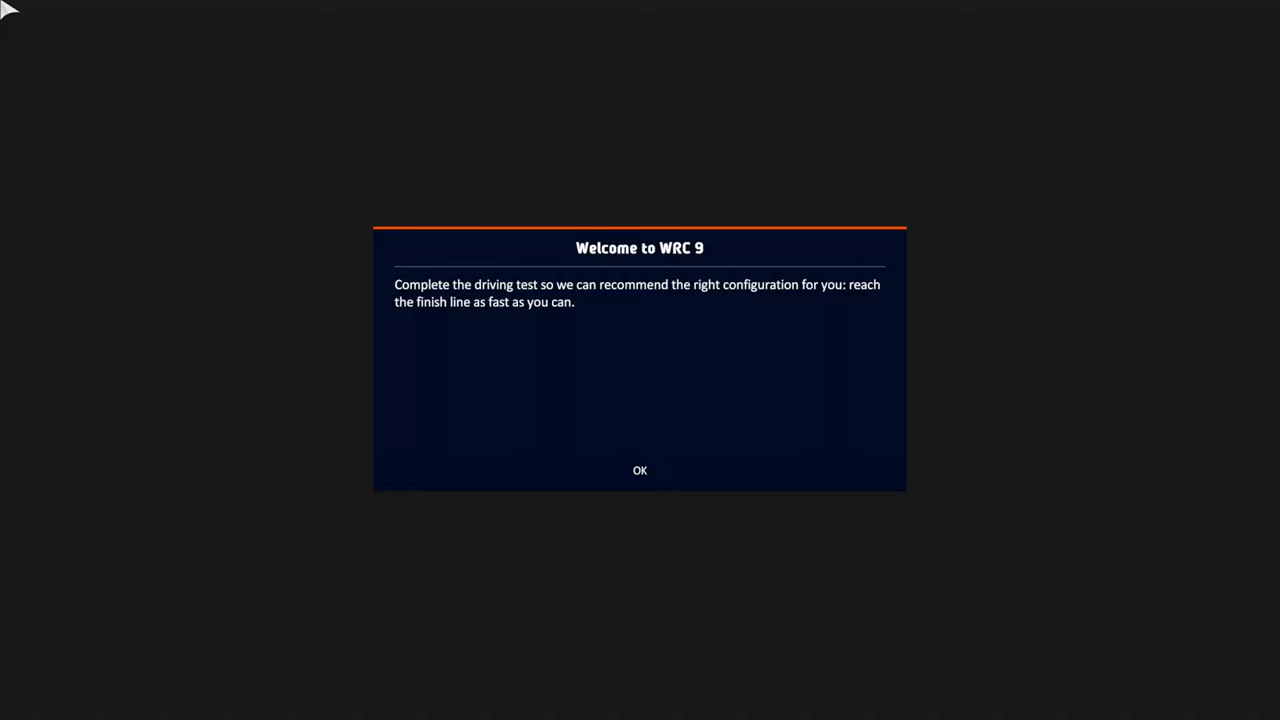 Welcome to WRC 9
Complete the driving test so we can recommend the right configuration for you: reach
the finish line as fast as you can.
OK